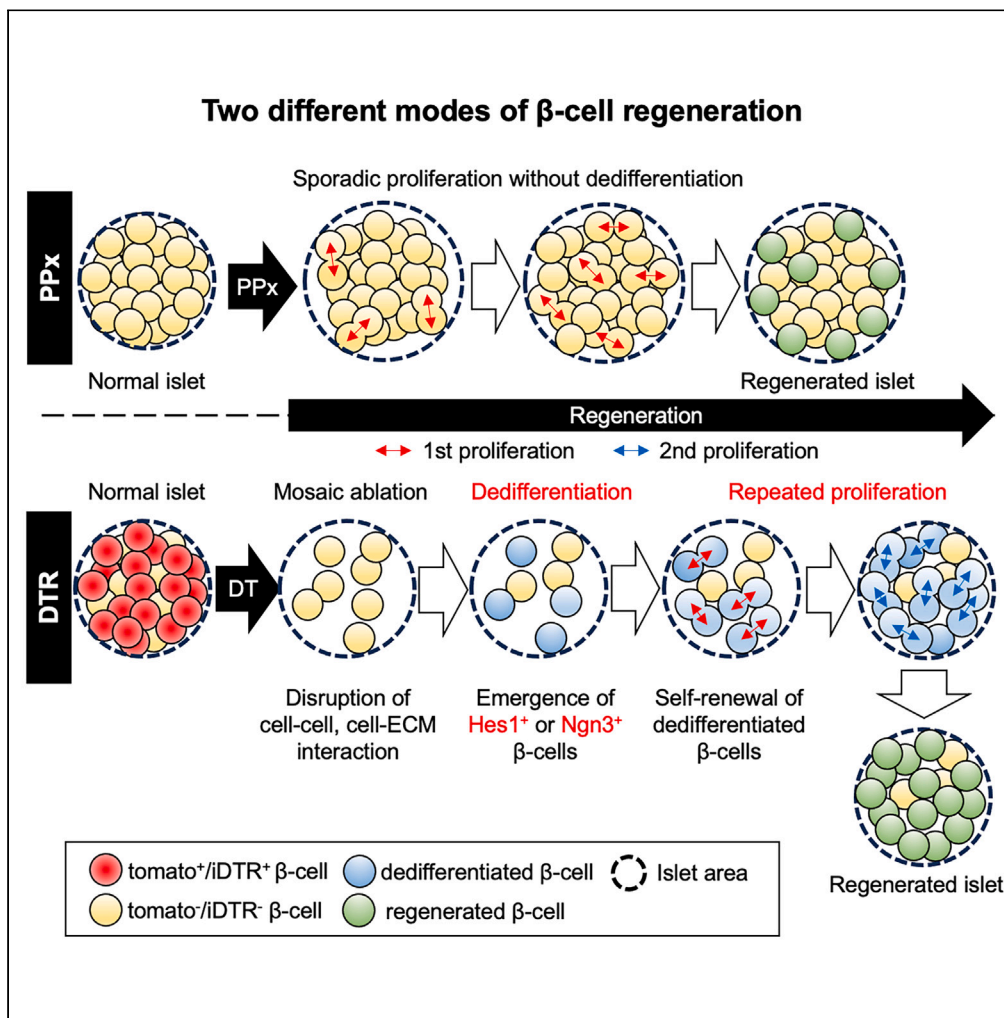 Two different modes of β-cell regeneration
PPx
Sporadic proliferation without dedifferentiation
PPx
Normal islet
Regenerated islet
Regeneration
1st proliferation
2nd proliferation
DTR
Normal islet
Mosaic ablation
Dedifferentiation
Repeated proliferation
DT
Disruption of
cell-cell, cell-ECM
interaction
Emergence of
Hes1⁺ or Ngn3⁺
β-cells
Self-renewal of
dedifferentiated
β-cells
Regenerated islet
tomato⁺/iDTR⁺ β-cell
dedifferentiated β-cell
Islet area
tomato⁻/iDTR⁻ β-cell
regenerated β-cell